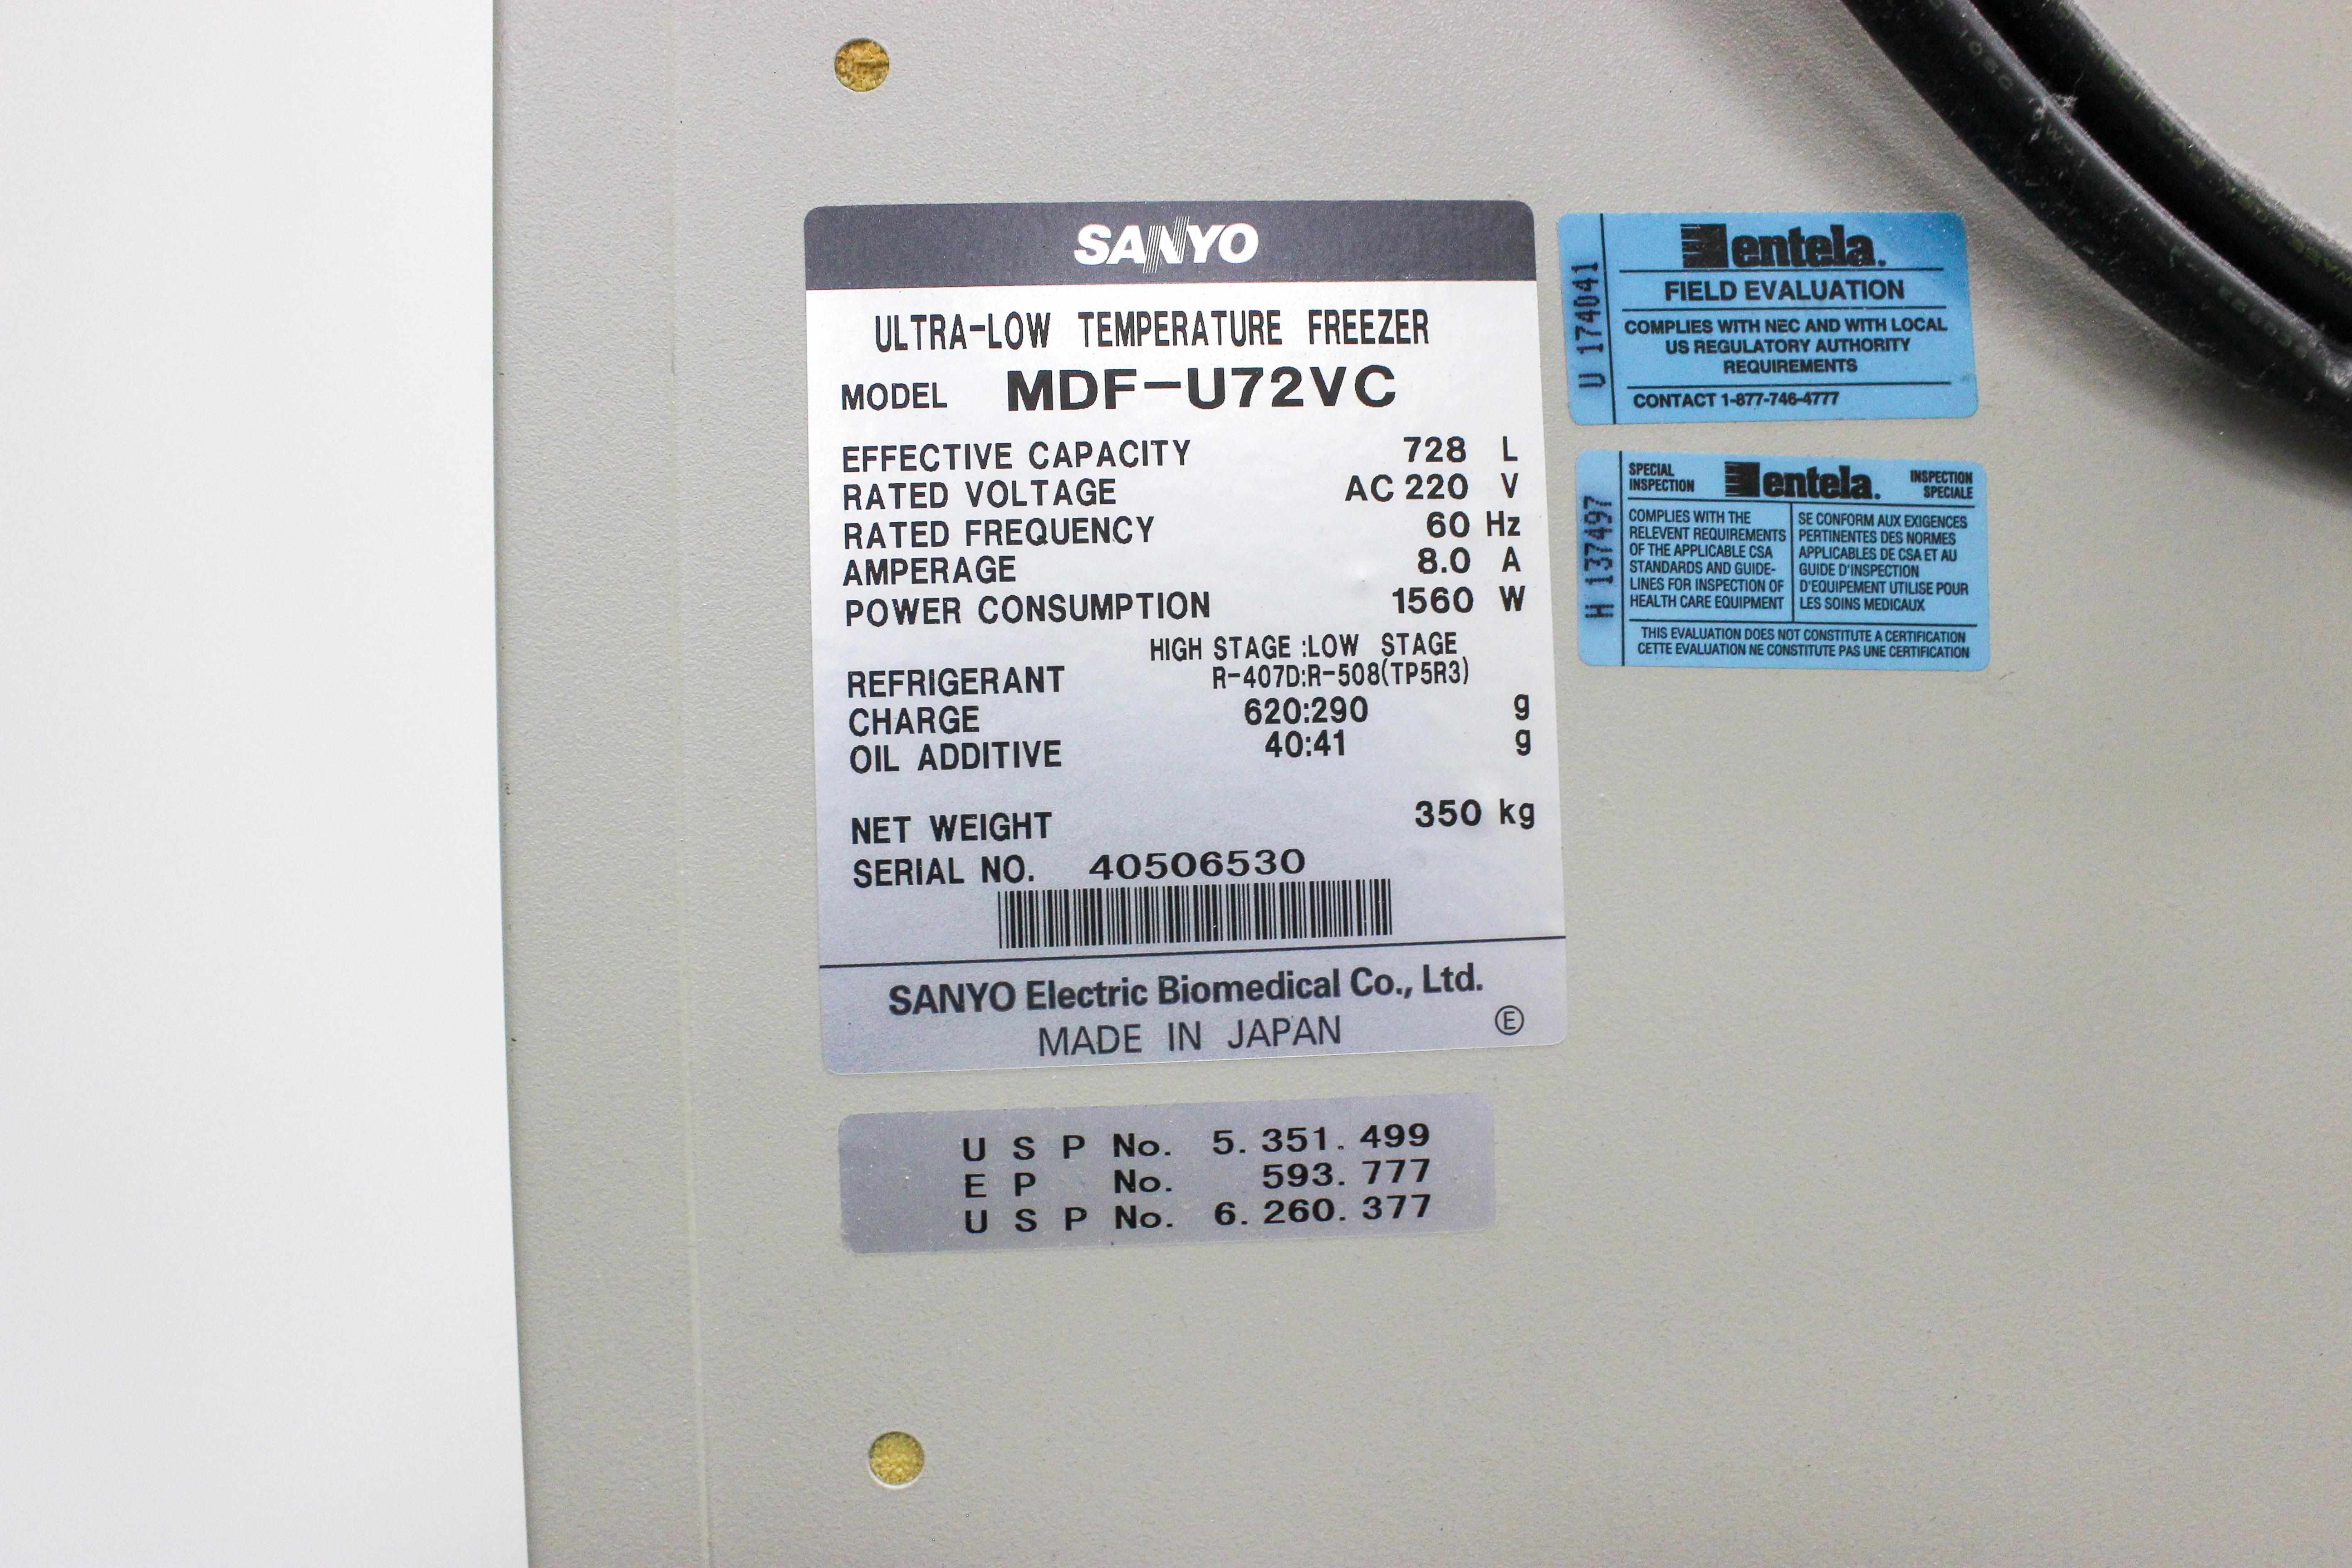 SANYO
ULTRA-LOW TEMPERATURE FREEZER
MODEL MDF-U72VC
EFFECTIVE CAPACITY 728 L
RATED VOLTAGE AC 220 V
RATED FREQUENCY 60 Hz
AMPERAGE 8.0 A
POWER CONSUMPTION 1560 W
HIGH STAGE :LOW STAGE
REFRIGERANT R-407D:R-508(TP5R3)
CHARGE 620:290 g
OIL ADDITIVE 40:41 g
NET WEIGHT 350 kg
SERIAL NO. 40506530
SANYO Electric Biomedical Co., Ltd.
MADE IN JAPAN Ⓔ
U S P No. 5. 351. 499
E P No. 593. 777
U S P No. 6. 260. 377
U 174041
entela.
FIELD EVALUATION
COMPLIES WITH NEC AND WITH LOCAL
US REGULATORY AUTHORITY
REQUIREMENTS
CONTACT 1-877-746-4777
H 137497
SPECIAL
INSPECTION
entela.
INSPECTION
SPECIALE
COMPLIES WITH THE
RELEVENT REQUIREMENTS
OF THE APPLICABLE CSA
STANDARDS AND GUIDE-
LINES FOR INSPECTION OF
HEALTH CARE EQUIPMENT
SE CONFORM AUX EXIGENCES
PERTINENTES DES NORMES
APPLICABLES DE CSA ET AU
GUIDE D'INSPECTION
D'EQUIPEMENT UTILISE POUR
LES SOINS MEDICAUX
THIS EVALUATION DOES NOT CONSTITUTE A CERTIFICATION
CETTE EVALUATION NE CONSTITUTE PAS UNE CERTIFICATION